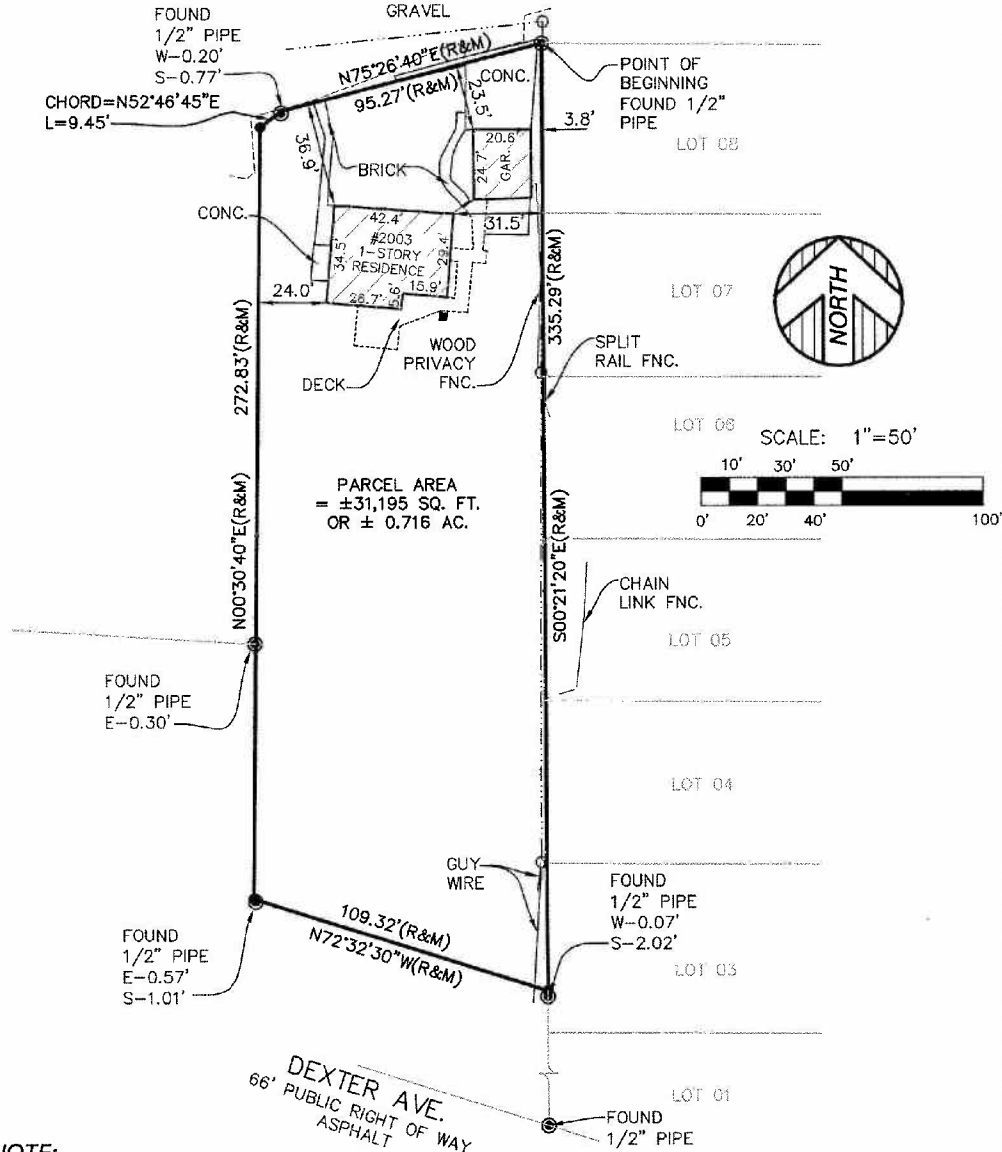 GRAVEL
FOUND
1/2" PIPE
W-0.20'
S-0.77'
CHORD=N52°46'45"E
L=9.45'
N75°26'40"E(R&M)
95.27'(R&M)
CONC.
23.5'
POINT OF
BEGINNING
FOUND 1/2"
PIPE
3.8'
LOT 08
36.9'
BRICK
20.6'
24.7'
GAR.
CONC.
42.4'
#2003
1-STORY
RESIDENCE
34.5'
29.4'
31.5'
24.0'
26.7'
5.6'
15.9'
DECK
WOOD
PRIVACY
FNC.
335.29'(R&M)
LOT 07
NORTH
SPLIT
RAIL FNC.
272.83'(R&M)
LOT 06
SCALE: 1"=50'
10' 30' 50'
0' 20' 40' 100'
PARCEL AREA
= ±31,195 SQ. FT.
OR ± 0.716 AC.
N00°30'40"E(R&M)
S00°21'20"E(R&M)
CHAIN
LINK FNC.
LOT 05
FOUND
1/2" PIPE
E-0.30'
LOT 04
GUY
WIRE
FOUND
1/2" PIPE
W-0.07'
S-2.02'
LOT 03
109.32'(R&M)
N72°32'30"W(R&M)
FOUND
1/2" PIPE
E-0.57'
S-1.01'
DEXTER AVE.
66' PUBLIC RIGHT OF WAY
ASPHALT
LOT 01
FOUND
1/2" PIPE
NOTE: